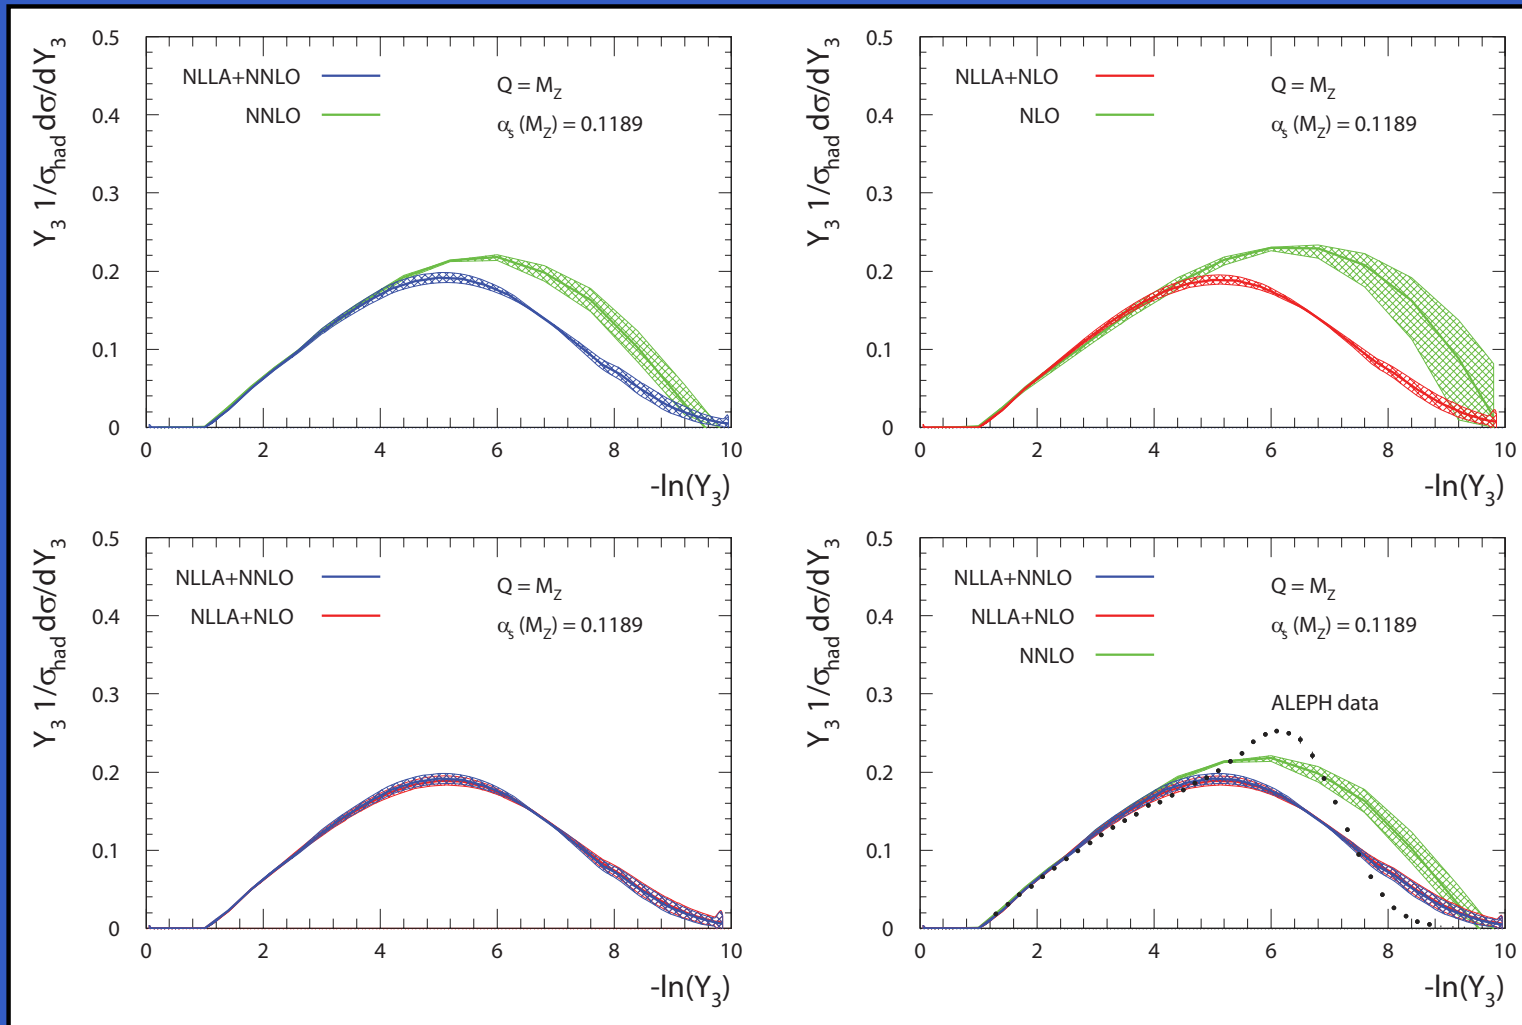 0.5
0.4
0.3
0.2
0.1
0
Y3 1/σhad dσ/dY3
NLLA+NNLO
NNLO
Q = MZ
αs (MZ) = 0.1189
0 2 4 6 8 10
-ln(Y3)
0.5
0.4
0.3
0.2
0.1
0
Y3 1/σhad dσ/dY3
NLLA+NLO
NLO
Q = MZ
αs (MZ) = 0.1189
0 2 4 6 8 10
-ln(Y3)
0.5
0.4
0.3
0.2
0.1
0
Y3 1/σhad dσ/dY3
NLLA+NNLO
NLLA+NLO
Q = MZ
αs (MZ) = 0.1189
0 2 4 6 8 10
-ln(Y3)
0.5
0.4
0.3
0.2
0.1
0
Y3 1/σhad dσ/dY3
NLLA+NNLO
NLLA+NLO
NNLO
Q = MZ
αs (MZ) = 0.1189
ALEPH data
0 2 4 6 8 10
-ln(Y3)